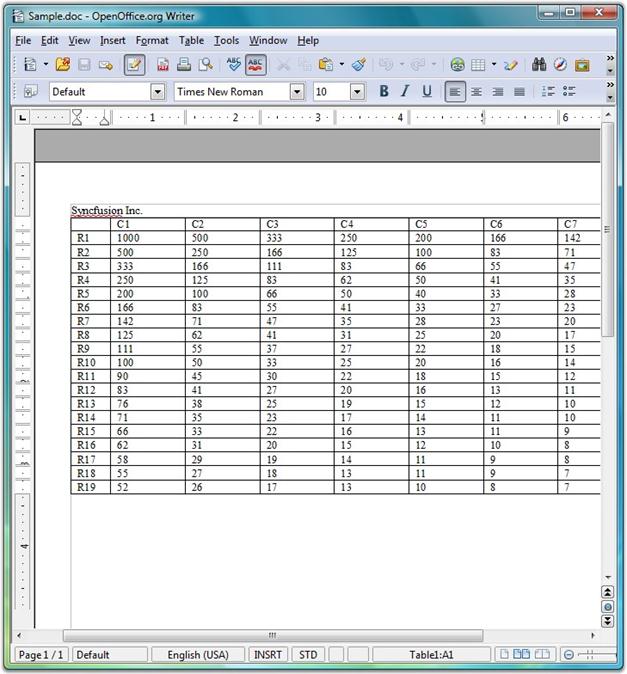 Sample.doc - OpenOffice.org Writer
File Edit View Insert Format Table Tools Window Help
ABC ABC
Default Times New Roman 10 B I U
1 2 3 4 5 6
Syncfusion Inc.
C1 C2 C3 C4 C5 C6 C7
R1 1000 500 333 250 200 166 142
R2 500 250 166 125 100 83 71
R3 333 166 111 83 66 55 47
R4 250 125 83 62 50 41 35
R5 200 100 66 50 40 33 28
R6 166 83 55 41 33 27 23
R7 142 71 47 35 28 23 20
R8 125 62 41 31 25 20 17
R9 111 55 37 27 22 18 15
R10 100 50 33 25 20 16 14
R11 90 45 30 22 18 15 12
R12 83 41 27 20 16 13 11
R13 76 38 25 19 15 12 10
R14 71 35 23 17 14 11 10
R15 66 33 22 16 13 11 9
R16 62 31 20 15 12 10 8
R17 58 29 19 14 11 9 8
R18 55 27 18 13 11 9 7
R19 52 26 17 13 10 8 7
Page 1 / 1 Default English (USA) INSRT STD Table1:A1